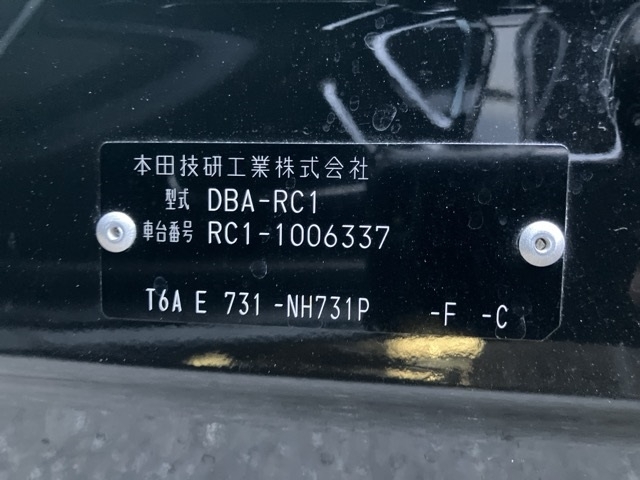 本田技研工業株式会社
型式 DBA-RC1
車台番号 RC1-1006337
T6A E 731 -NH731P -F -C